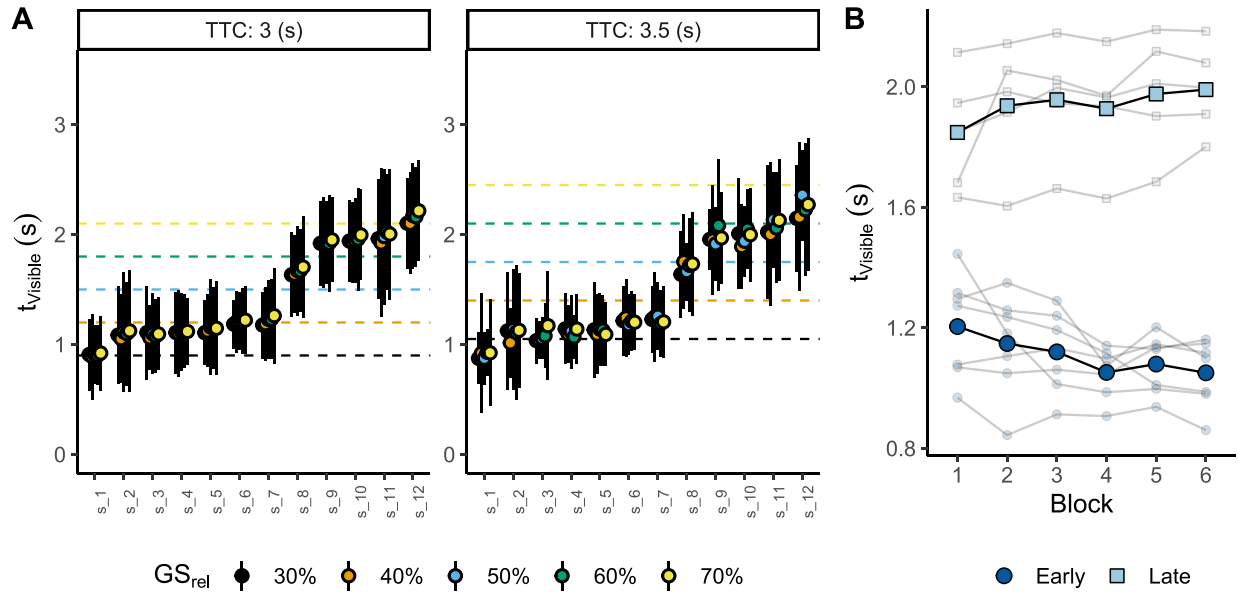 A
TTC: 3 (s)
TTC: 3.5 (s)
B
tVisible (s)
3
2
1
0
s_1
s_2
s_3
s_4
s_5
s_6
s_7
s_8
s_9
s_10
s_11
s_12
3
2
1
0
s_1
s_2
s_3
s_4
s_5
s_6
s_7
s_8
s_9
s_10
s_11
s_12
tVisible (s)
2.0
1.6
1.2
0.8
1 2 3 4 5 6
Block
GSrel 30% 40% 50% 60% 70%
Early Late